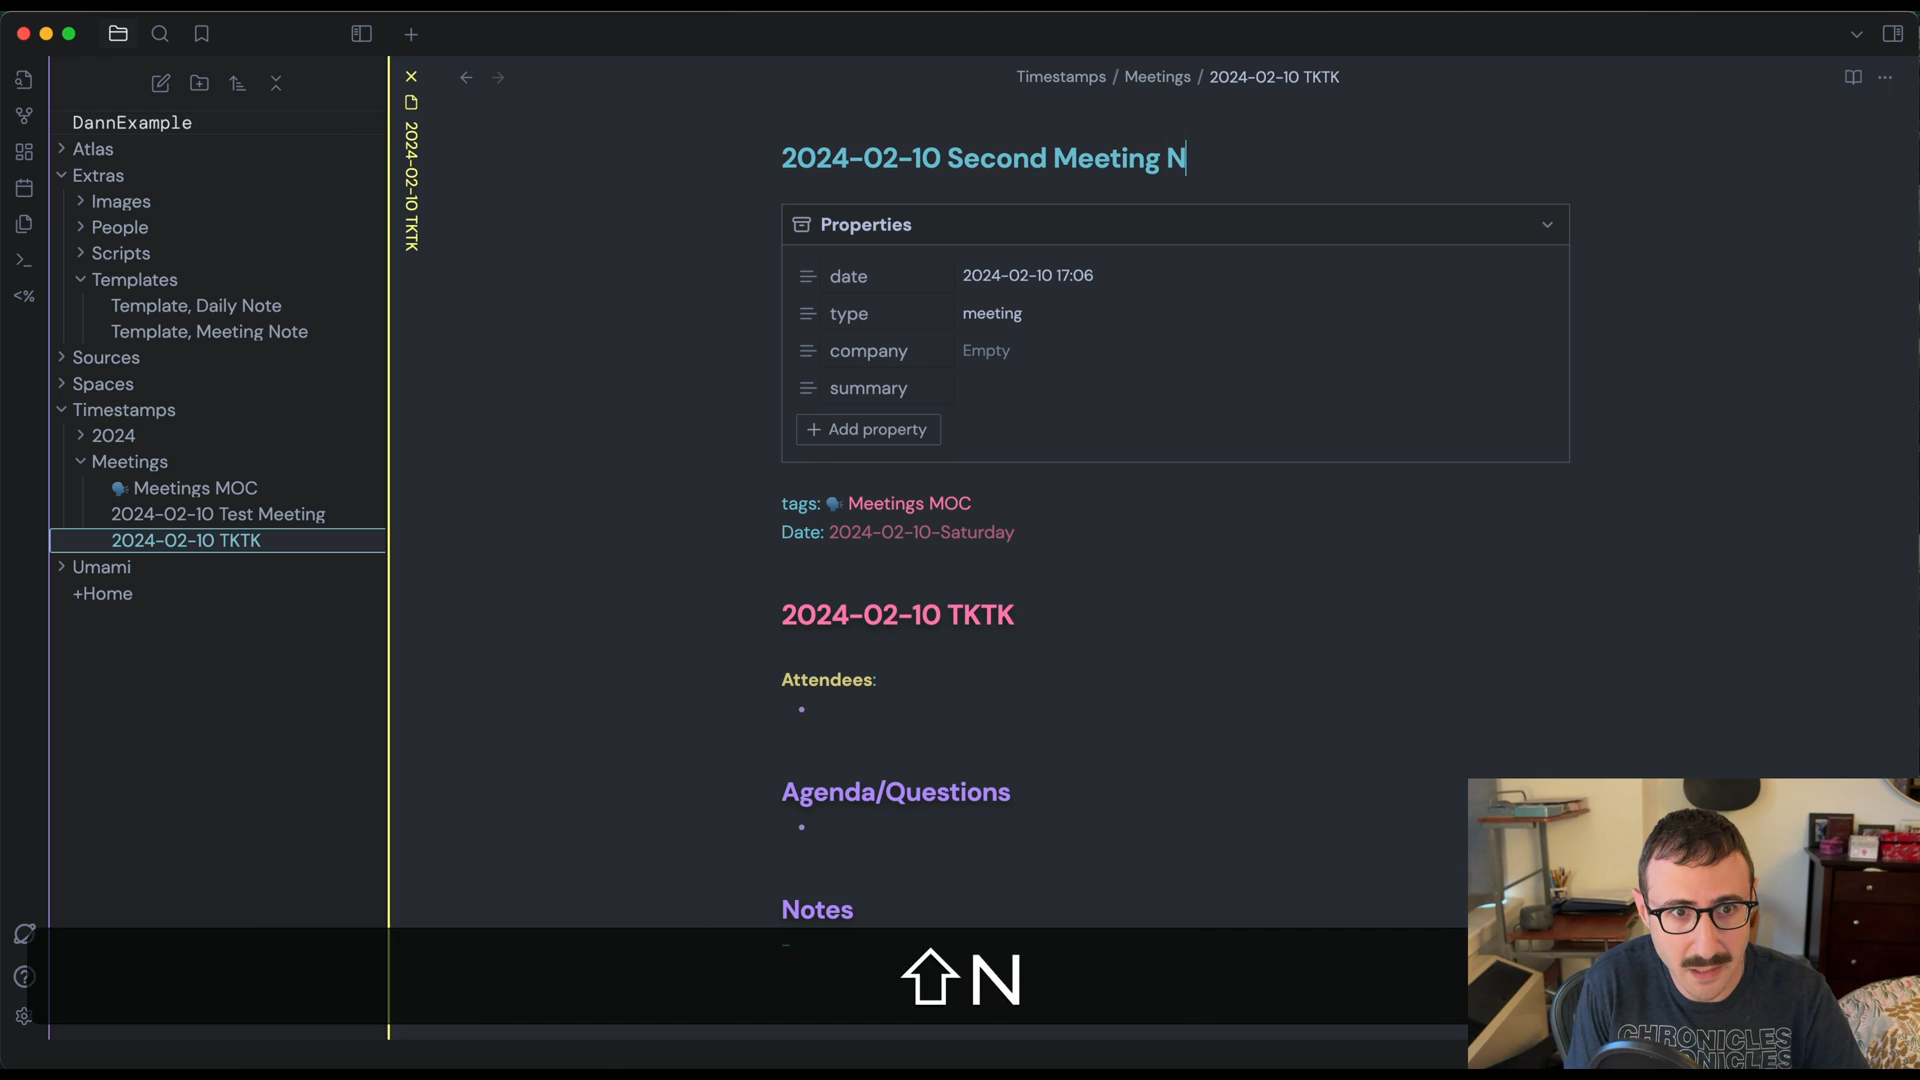 DannExample
Atlas
Extras
Images
People
Scripts
Templates
Template, Daily Note
Template, Meeting Note
Sources
Spaces
Timestamps
2024
Meetings
🗣 Meetings MOC
2024-02-10 Test Meeting
2024-02-10 TKTK
Umami
+Home
2024-02-10 TKTK
Timestamps / Meetings / 2024-02-10 TKTK
2024-02-10 Second Meeting N
Properties
date 2024-02-10 17:06
type meeting
company Empty
summary
+ Add property
tags: 🗣 Meetings MOC
Date: 2024-02-10-Saturday
2024-02-10 TKTK
Attendees:
Agenda/Questions
Notes
-
⇧N
CHRONICLES